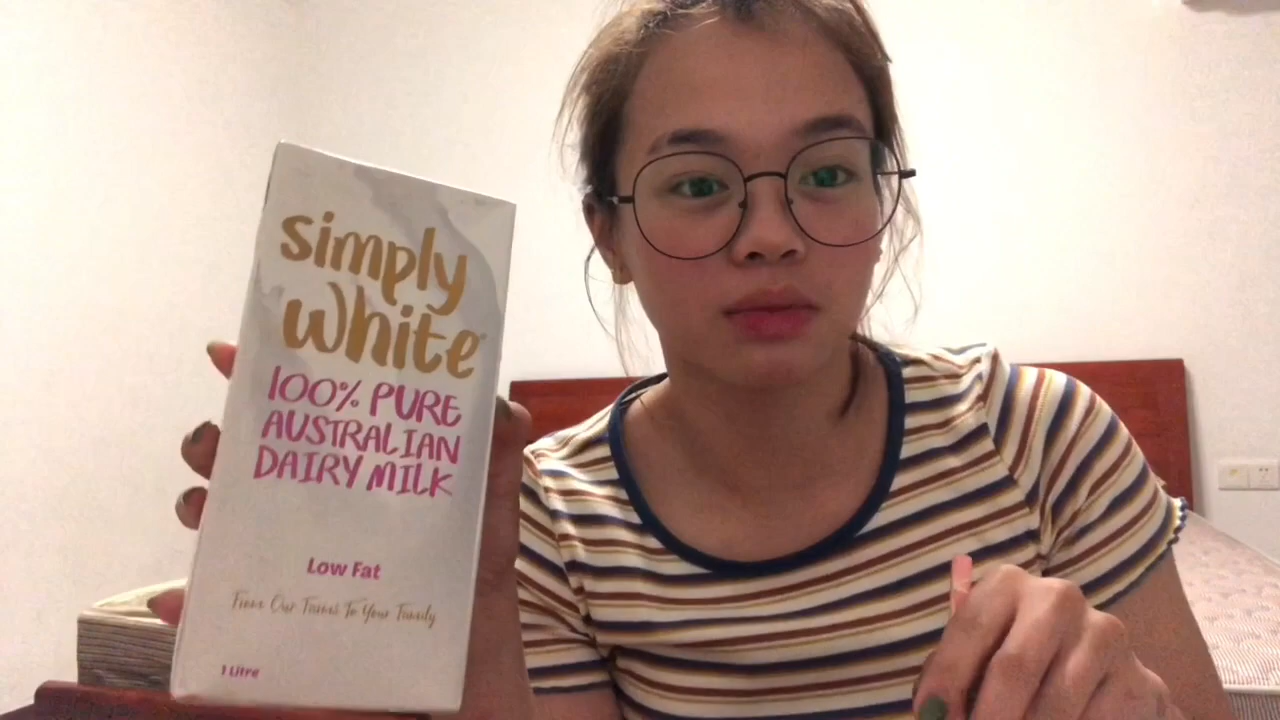 simply
white
100% PURE
AUSTRALIAN
DAIRY MILK
Low Fat
From Our Farms To Your Family
1 Litre